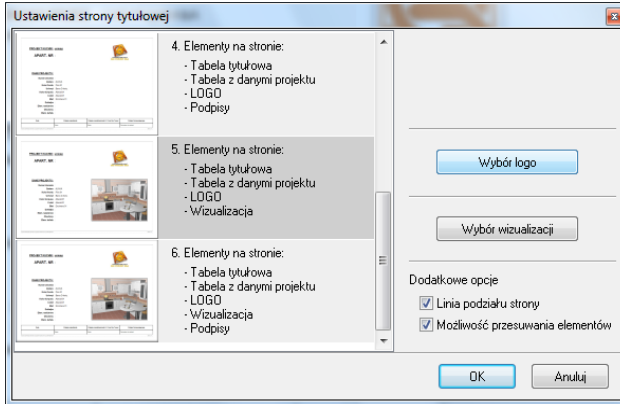 Ustawienia strony tytułowej
4. Elementy na stronie:
- Tabela tytułowa
- Tabela z danymi projektu
- LOGO
- Podpisy
5. Elementy na stronie:
- Tabela tytułowa
- Tabela z danymi projektu
- LOGO
- Wizualizacja
6. Elementy na stronie:
- Tabela tytułowa
- Tabela z danymi projektu
- LOGO
- Wizualizacja
- Podpisy
Wybór logo
Wybór wizualizacji
Dodatkowe opcje
Linia podziału strony
Możliwość przesuwania elementów
OK
Anuluj